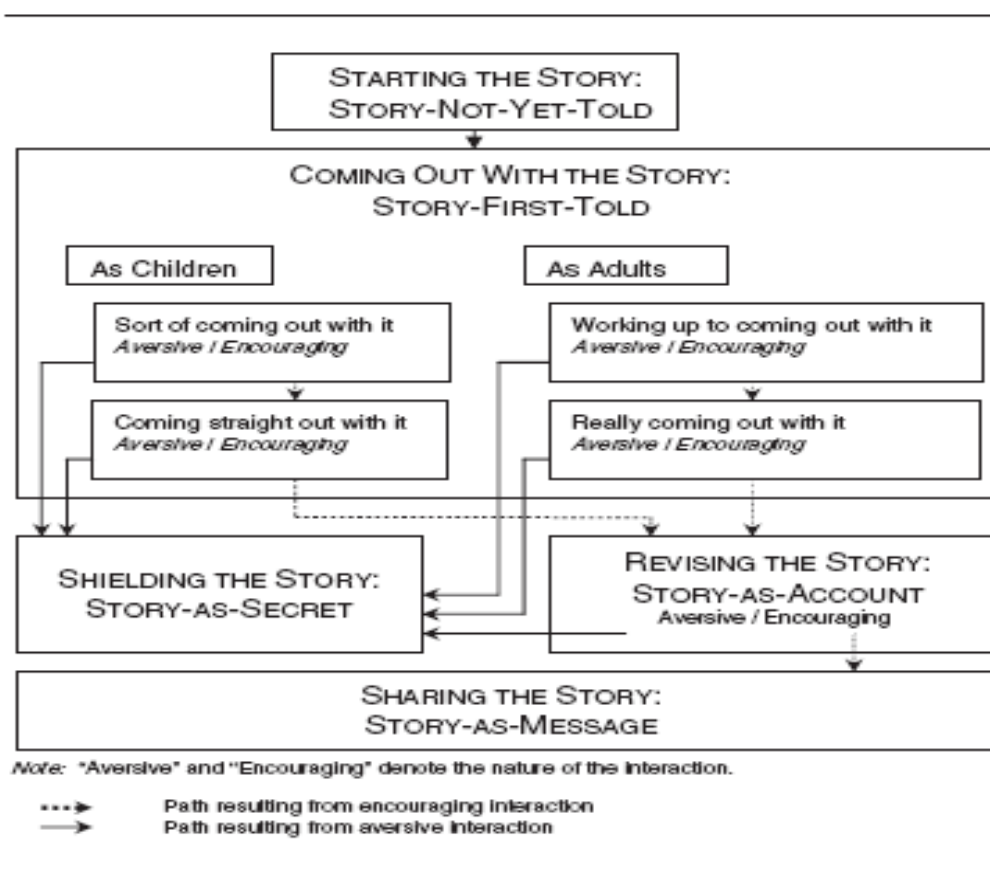 STARTING THE STORY:
STORY-NOT-YET-TOLD
COMING OUT WITH THE STORY:
STORY-FIRST-TOLD
As Children
As Adults
Sort of coming out with it
Aversive / Encouraging
Working up to coming out with it
Aversive / Encouraging
Coming straight out with it
Aversive / Encouraging
Really coming out with it
Aversive / Encouraging
SHIELDING THE STORY:
STORY-AS-SECRET
REVISING THE STORY:
STORY-AS-ACCOUNT
Aversive / Encouraging
SHARING THE STORY:
STORY-AS-MESSAGE
Note: “Aversive” and “Encouraging” denote the nature of the interaction.
Path resulting from encouraging interaction
Path resulting from aversive interaction